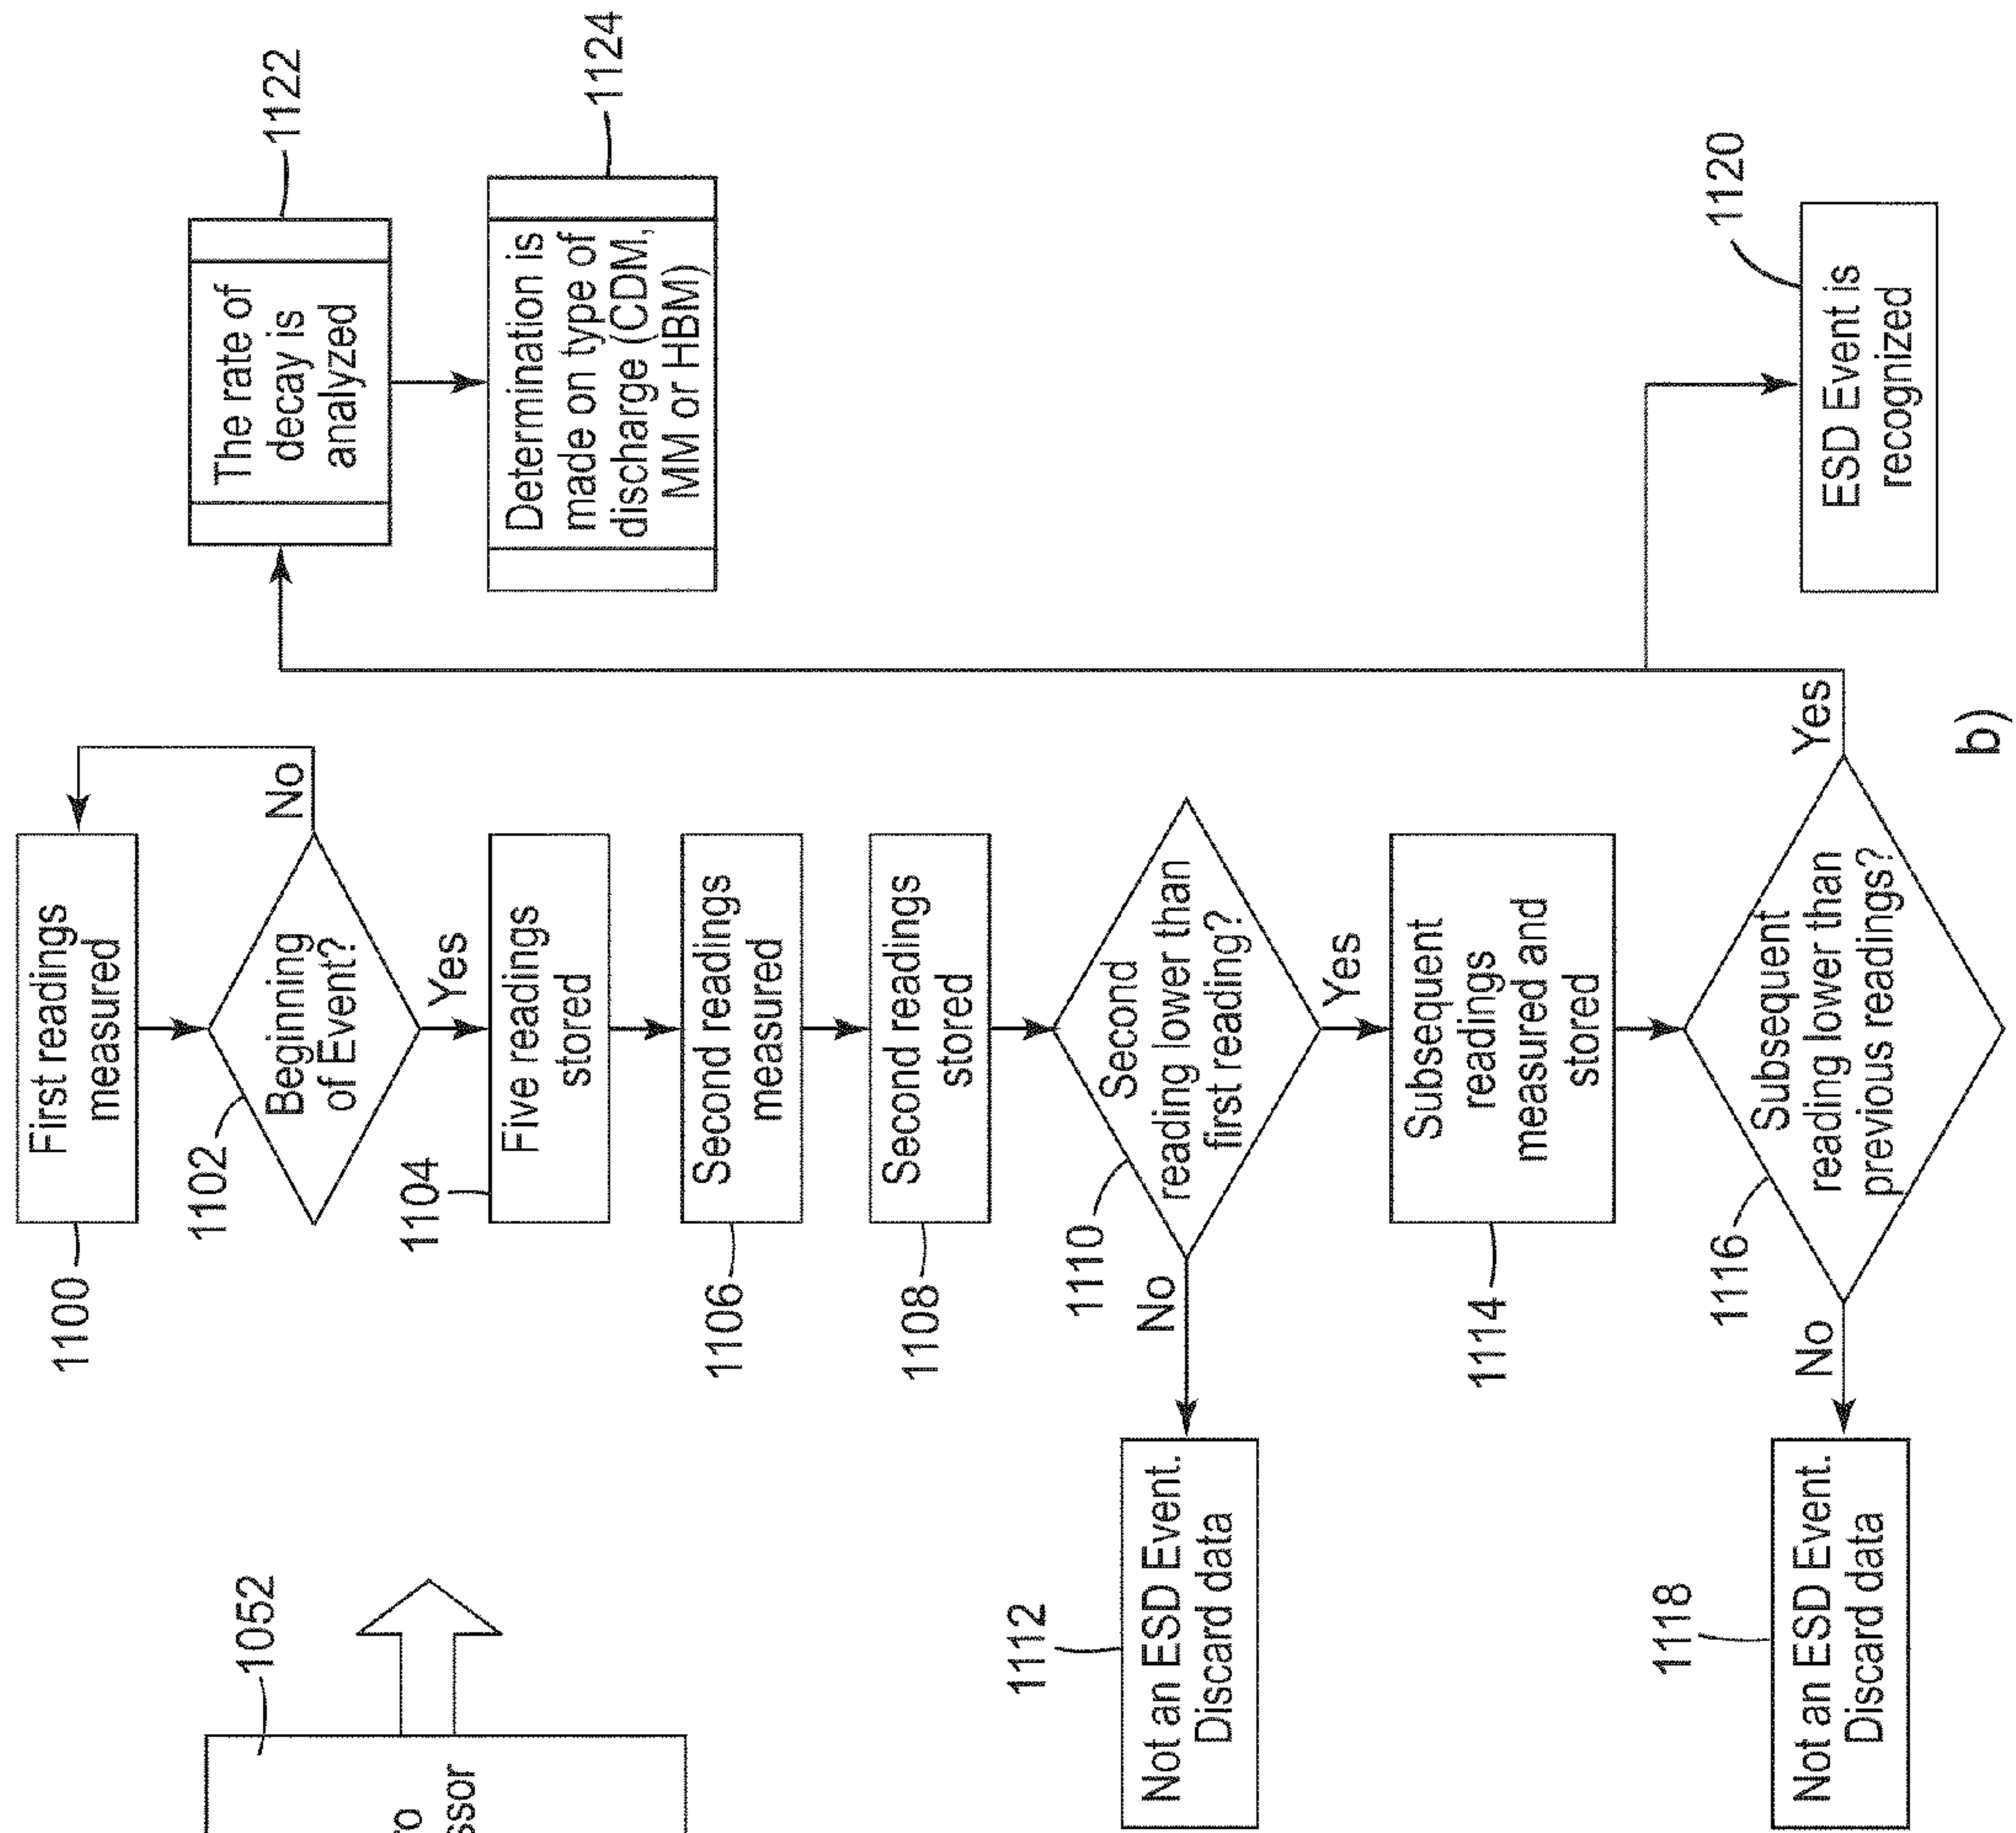 1100
First readings
measured
1102
Beginning
of Event?
No
Yes
1104
Five readings
stored
1106
Second readings
measured
1108
Second readings
stored
1110
Second
reading lower than
first reading?
No
Yes
1112
Not an ESD Event.
Discard data
1114
Subsequent
readings
measured and
stored
1116
Subsequent
reading lower than
previous readings?
No
Yes
1118
Not an ESD Event.
Discard data
1120
ESD Event is
recognized
1122
The rate of
decay is
analyzed
1124
Determination is
made on type of
discharge (CDM,
MM or HBM)
1052
ro
ssor
b)